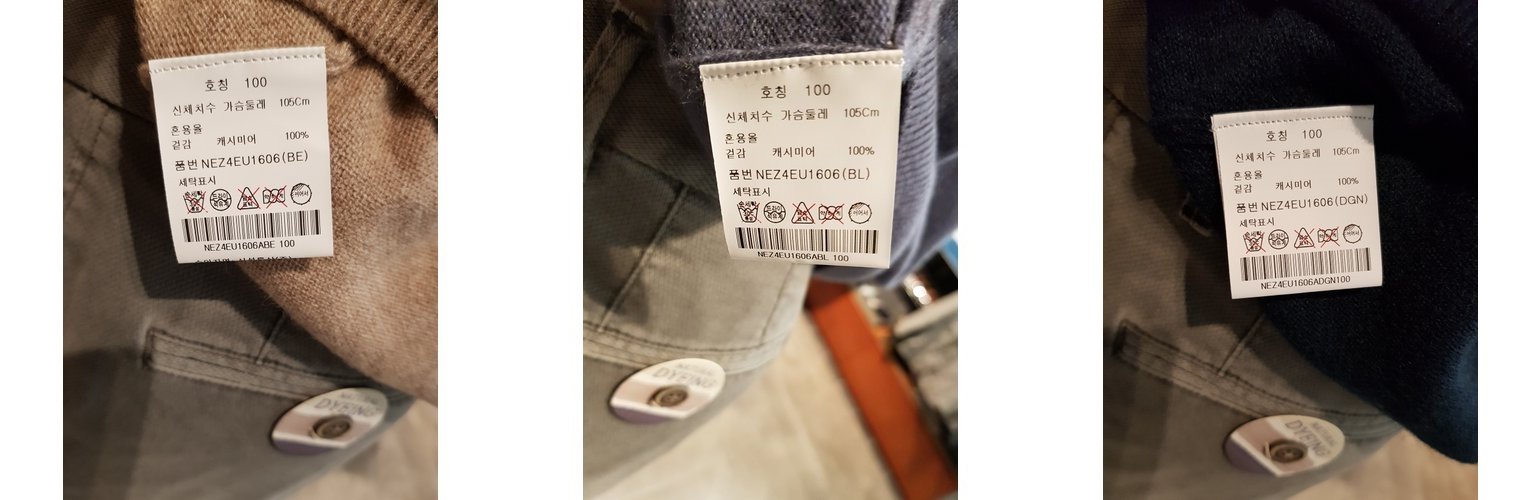 호칭 100
신체치수 가슴둘레 105Cm
혼용율
겉감 캐시미어 100%
품번 NEZ4EU1606(BE)
세탁표시
NEZ4EU1606ABE 100
DYEING
호칭 100
신체치수 가슴둘레 105Cm
혼용율
겉감 캐시미어 100%
품번 NEZ4EU1606(BL)
세탁표시
NEZ4EU1606ABL 100
NATURAL
DYEING
호칭 100
신체치수 가슴둘레 105Cm
혼용율
겉감 캐시미어 100%
품번 NEZ4EU1606(DGN)
세탁표시
NEZ4EU1606ADGN100
NATURAL
DYEING